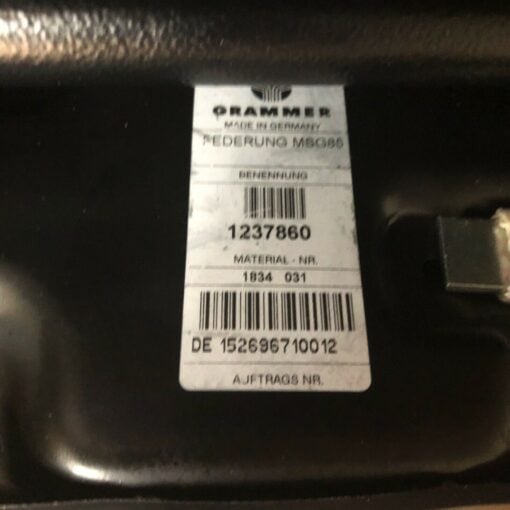 GRAMMER
MADE IN GERMANY
FEDERUNG MSG85
BENENNUNG
1237860
MATERIAL - NR.
1834 031
DE 152696710012
AUFTRAGS NR.